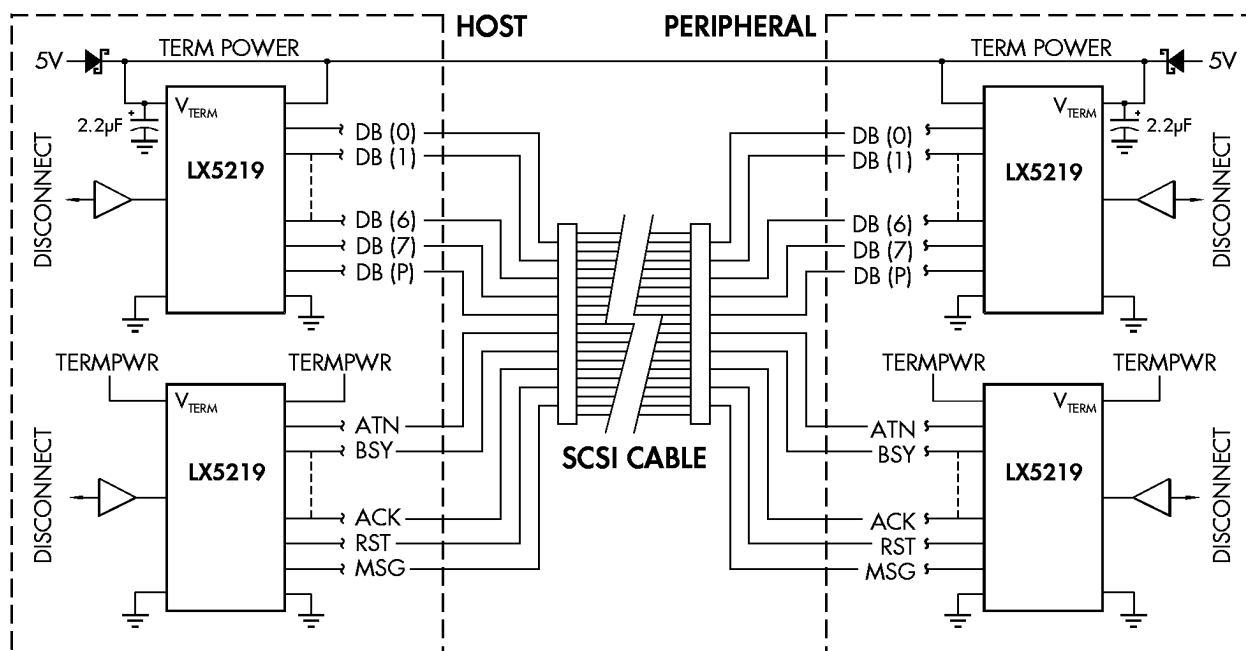 HOST
PERIPHERAL
5V
TERM POWER
TERM POWER
5V
VTERM
2.2µF
LX5219
DISCONNECT
DB (0)
DB (1)
DB (6)
DB (7)
DB (P)
DB (0)
DB (1)
DB (6)
DB (7)
DB (P)
VTERM
2.2µF
LX5219
DISCONNECT
TERMPWR
TERMPWR
VTERM
LX5219
DISCONNECT
ATN
BSY
ACK
RST
MSG
SCSI CABLE
ATN
BSY
ACK
RST
MSG
TERMPWR
TERMPWR
VTERM
LX5219
DISCONNECT